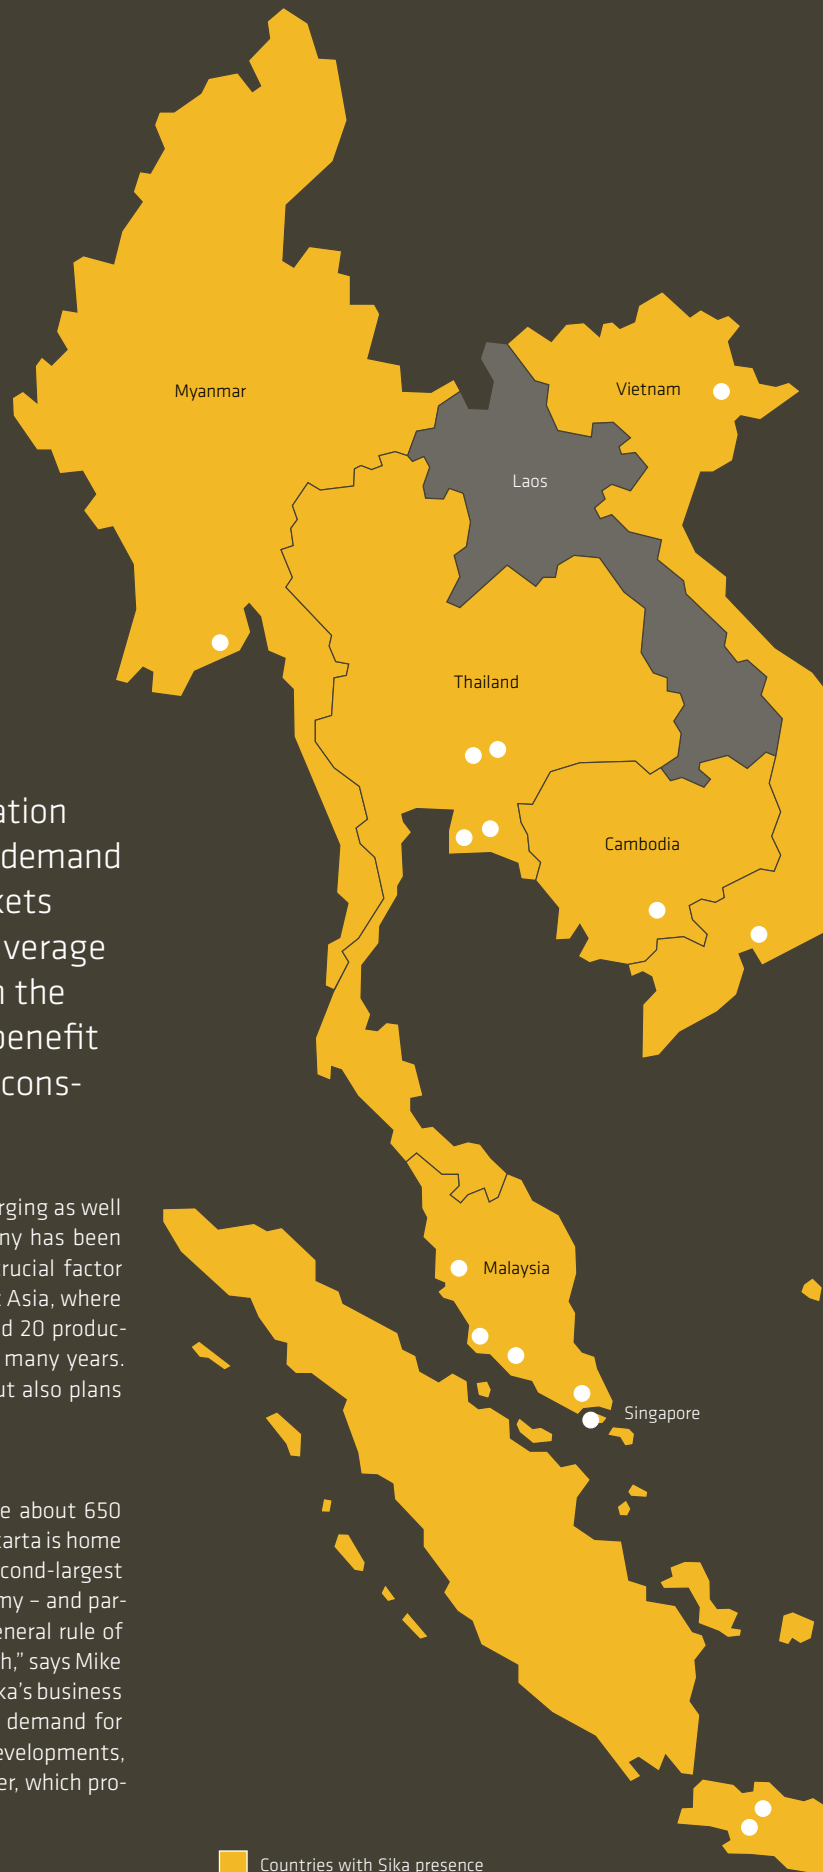 Myanmar
Vietnam
Laos
Thailand
Cambodia
Malaysia
Singapore
ation
demand
kets
verage
n the
benefit
cons-
rging as well
ny has been
rucial factor
t Asia, where
d 20 produc-
many years.
ut also plans
e about 650
karta is home
cond-largest
my – and par-
eneral rule of
h,” says Mike
ka’s business
demand for
evelopments,
er, which pro-
Countries with Sika presence